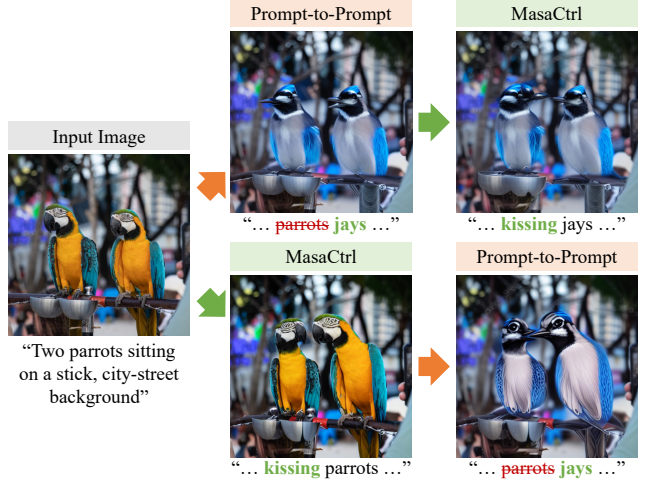 Prompt-to-Prompt
MasaCtrl
Input Image
“… parrots jays …”
“… kissing jays …”
MasaCtrl
Prompt-to-Prompt
“Two parrots sitting
on a stick, city-street
background”
“… kissing parrots …”
“… parrots jays …”